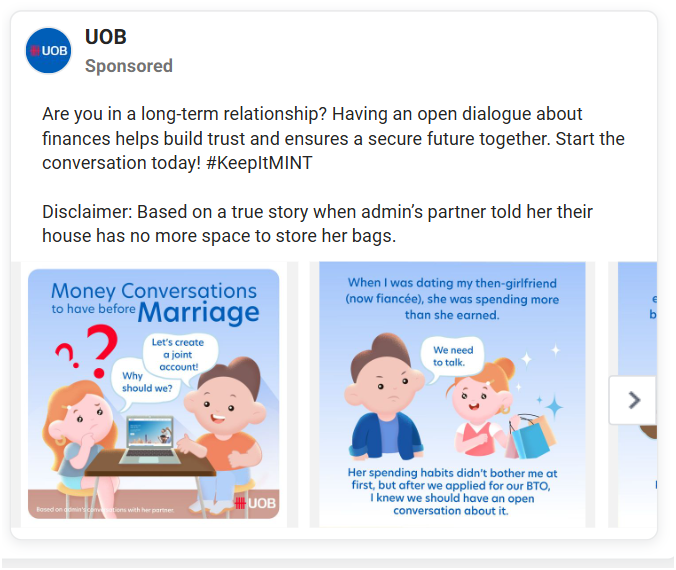 UOB
UOB
Sponsored
Are you in a long-term relationship? Having an open dialogue about
finances helps build trust and ensures a secure future together. Start the
conversation today! #KeepItMINT
Disclaimer: Based on a true story when admin's partner told her their
house has no more space to store her bags.
Money Conversations
to have before Marriage
??
Let's create
a joint
account!
Why
should we?
Based on admin's conversations with her partner.
UOB
When I was dating my then-girlfriend
(now fiancée), she was spending more
than she earned.
We need
to talk.
Her spending habits didn't bother me at
first, but after we applied for our BTO,
I knew we should have an open
conversation about it.